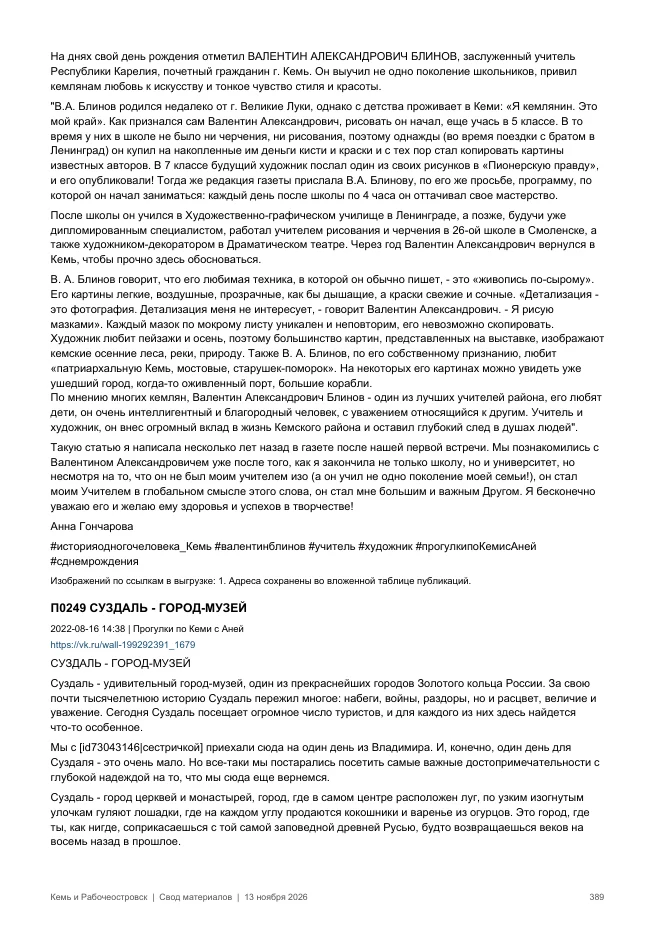 На днях свой день рождения отметил ВАЛЕНТИН АЛЕКСАНДРОВИЧ БЛИНОВ, заслуженный учитель
Республики Карелия, почетный гражданин г. Кемь. Он выучил не одно поколение школьников, привил
кемлянам любовь к искусству и тонкое чувство стиля и красоты.
"В.А. Блинов родился недалеко от г. Великие Луки, однако с детства проживает в Кеми: «Я кемлянин. Это
мой край». Как признался сам Валентин Александрович, рисовать он начал, еще учась в 5 классе. В то
время у них в школе не было ни черчения, ни рисования, поэтому однажды (во время поездки с братом в
Ленинград) он купил на накопленные им деньги кисти и краски и с тех пор стал копировать картины
известных авторов. В 7 классе будущий художник послал один из своих рисунков в «Пионерскую правду»,
и его опубликовали! Тогда же редакция газеты прислала В.А. Блинову, по его же просьбе, программу, по
которой он начал заниматься: каждый день после школы по 4 часа он оттачивал свое мастерство.
После школы он учился в Художественно-графическом училище в Ленинграде, а позже, будучи уже
дипломированным специалистом, работал учителем рисования и черчения в 26-ой школе в Смоленске, а
также художником-декоратором в Драматическом театре. Через год Валентин Александрович вернулся в
Кемь, чтобы прочно здесь обосноваться.
В. А. Блинов говорит, что его любимая техника, в которой он обычно пишет, - это «живопись по-сырому».
Его картины легкие, воздушные, прозрачные, как бы дышащие, а краски свежие и сочные. «Детализация -
это фотография. Детализация меня не интересует, - говорит Валентин Александрович. - Я рисую
мазками». Каждый мазок по мокрому листу уникален и неповторим, его невозможно скопировать.
Художник любит пейзажи и осень, поэтому большинство картин, представленных на выставке, изображают
кемские осенние леса, реки, природу. Также В. А. Блинов, по его собственному признанию, любит
«патриархальную Кемь, мостовые, старушек-поморок». На некоторых его картинах можно увидеть уже
ушедший город, когда-то оживленный порт, большие корабли.
По мнению многих кемлян, Валентин Александрович Блинов - один из лучших учителей района, его любят
дети, он очень интеллигентный и благородный человек, с уважением относящийся к другим. Учитель и
художник, он внес огромный вклад в жизнь Кемского района и оставил глубокий след в душах людей".
Такую статью я написала несколько лет назад в газете после нашей первой встречи. Мы познакомились с
Валентином Александровичем уже после того, как я закончила не только школу, но и университет, но
несмотря на то, что он не был моим учителем изо (а он учил не одно поколение моей семьи!), он стал
моим Учителем в глобальном смысле этого слова, он стал мне большим и важным Другом. Я бесконечно
уважаю его и желаю ему здоровья и успехов в творчестве!
Анна Гончарова
#историяодногочеловека_Кемь #валентинблинов #учитель #художник #прогулкипоКемисАней
#сднемрождения
Изображений по ссылкам в выгрузке: 1. Адреса сохранены во вложенной таблице публикаций.
П0249 СУЗДАЛЬ - ГОРОД-МУЗЕЙ
2022-08-16 14:38 | Прогулки по Кеми с Аней
https://vk.ru/wall-199292391_1679
СУЗДАЛЬ - ГОРОД-МУЗЕЙ
Суздаль - удивительный город-музей, один из прекраснейших городов Золотого кольца России. За свою
почти тысячелетнюю историю Суздаль пережил многое: набеги, войны, раздоры, но и расцвет, величие и
уважение. Сегодня Суздаль посещает огромное число туристов, и для каждого из них здесь найдется
что-то особенное.
Мы с [id73043146|сестричкой] приехали сюда на один день из Владимира. И, конечно, один день для
Суздаля - это очень мало. Но все-таки мы постарались посетить самые важные достопримечательности с
глубокой надеждой на то, что мы сюда еще вернемся.
Суздаль - город церквей и монастырей, город, где в самом центре расположен луг, по узким изогнутым
улочкам гуляют лошадки, где на каждом углу продаются кокошники и варенье из огурцов. Это город, где
ты, как нигде, соприкасаешься с той самой заповедной древней Русью, будто возвращаешься веков на
восемь назад в прошлое.
Кемь и Рабочеостровск | Свод материалов | 13 ноября 2026
389